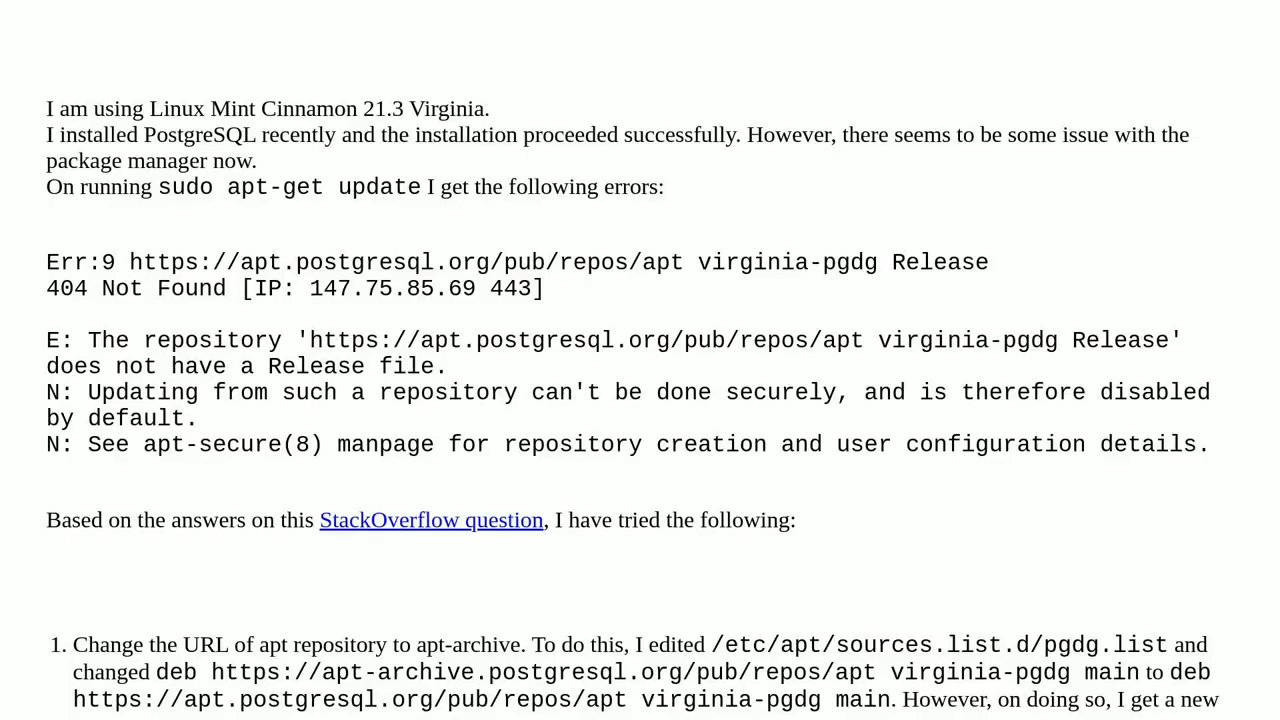 I am using Linux Mint Cinnamon 21.3 Virginia.
I installed PostgreSQL recently and the installation proceeded successfully. However, there seems to be some issue with the
package manager now.
On running sudo apt-get update I get the following errors:
Err:9 https://apt.postgresql.org/pub/repos/apt virginia-pgdg Release
404 Not Found [IP: 147.75.85.69 443]
E: The repository 'https://apt.postgresql.org/pub/repos/apt virginia-pgdg Release'
does not have a Release file.
N: Updating from such a repository can't be done securely, and is therefore disabled
by default.
N: See apt-secure(8) manpage for repository creation and user configuration details.
Based on the answers on this StackOverflow question, I have tried the following:
1. Change the URL of apt repository to apt-archive. To do this, I edited /etc/apt/sources.list.d/pgdg.list and
changed deb https://apt-archive.postgresql.org/pub/repos/apt virginia-pgdg main to deb
https://apt.postgresql.org/pub/repos/apt virginia-pgdg main. However, on doing so, I get a new